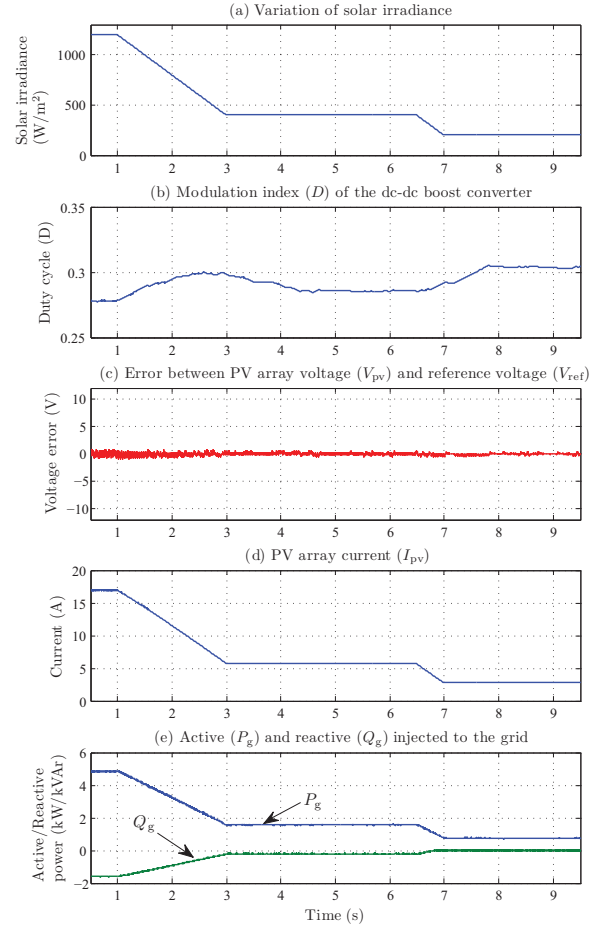 (a) Variation of solar irradiance
Solar irradiance
(W/m²)
1000
500
0
1 2 3 4 5 6 7 8 9
(b) Modulation index (D) of the dc-dc boost converter
Duty cycle (D)
0.35
0.3
0.25
1 2 3 4 5 6 7 8 9
(c) Error between PV array voltage (Vpv) and reference voltage (Vref)
Voltage error (V)
10
5
0
−5
−10
1 2 3 4 5 6 7 8 9
(d) PV array current (Ipv)
Current (A)
20
15
10
5
0
1 2 3 4 5 6 7 8 9
(e) Active (Pg) and reactive (Qg) injected to the grid
Active/Reactive
power (kW/kVAr)
6
4
2
0
−2
Pg
Qg
1 2 3 4 5 6 7 8 9
Time (s)